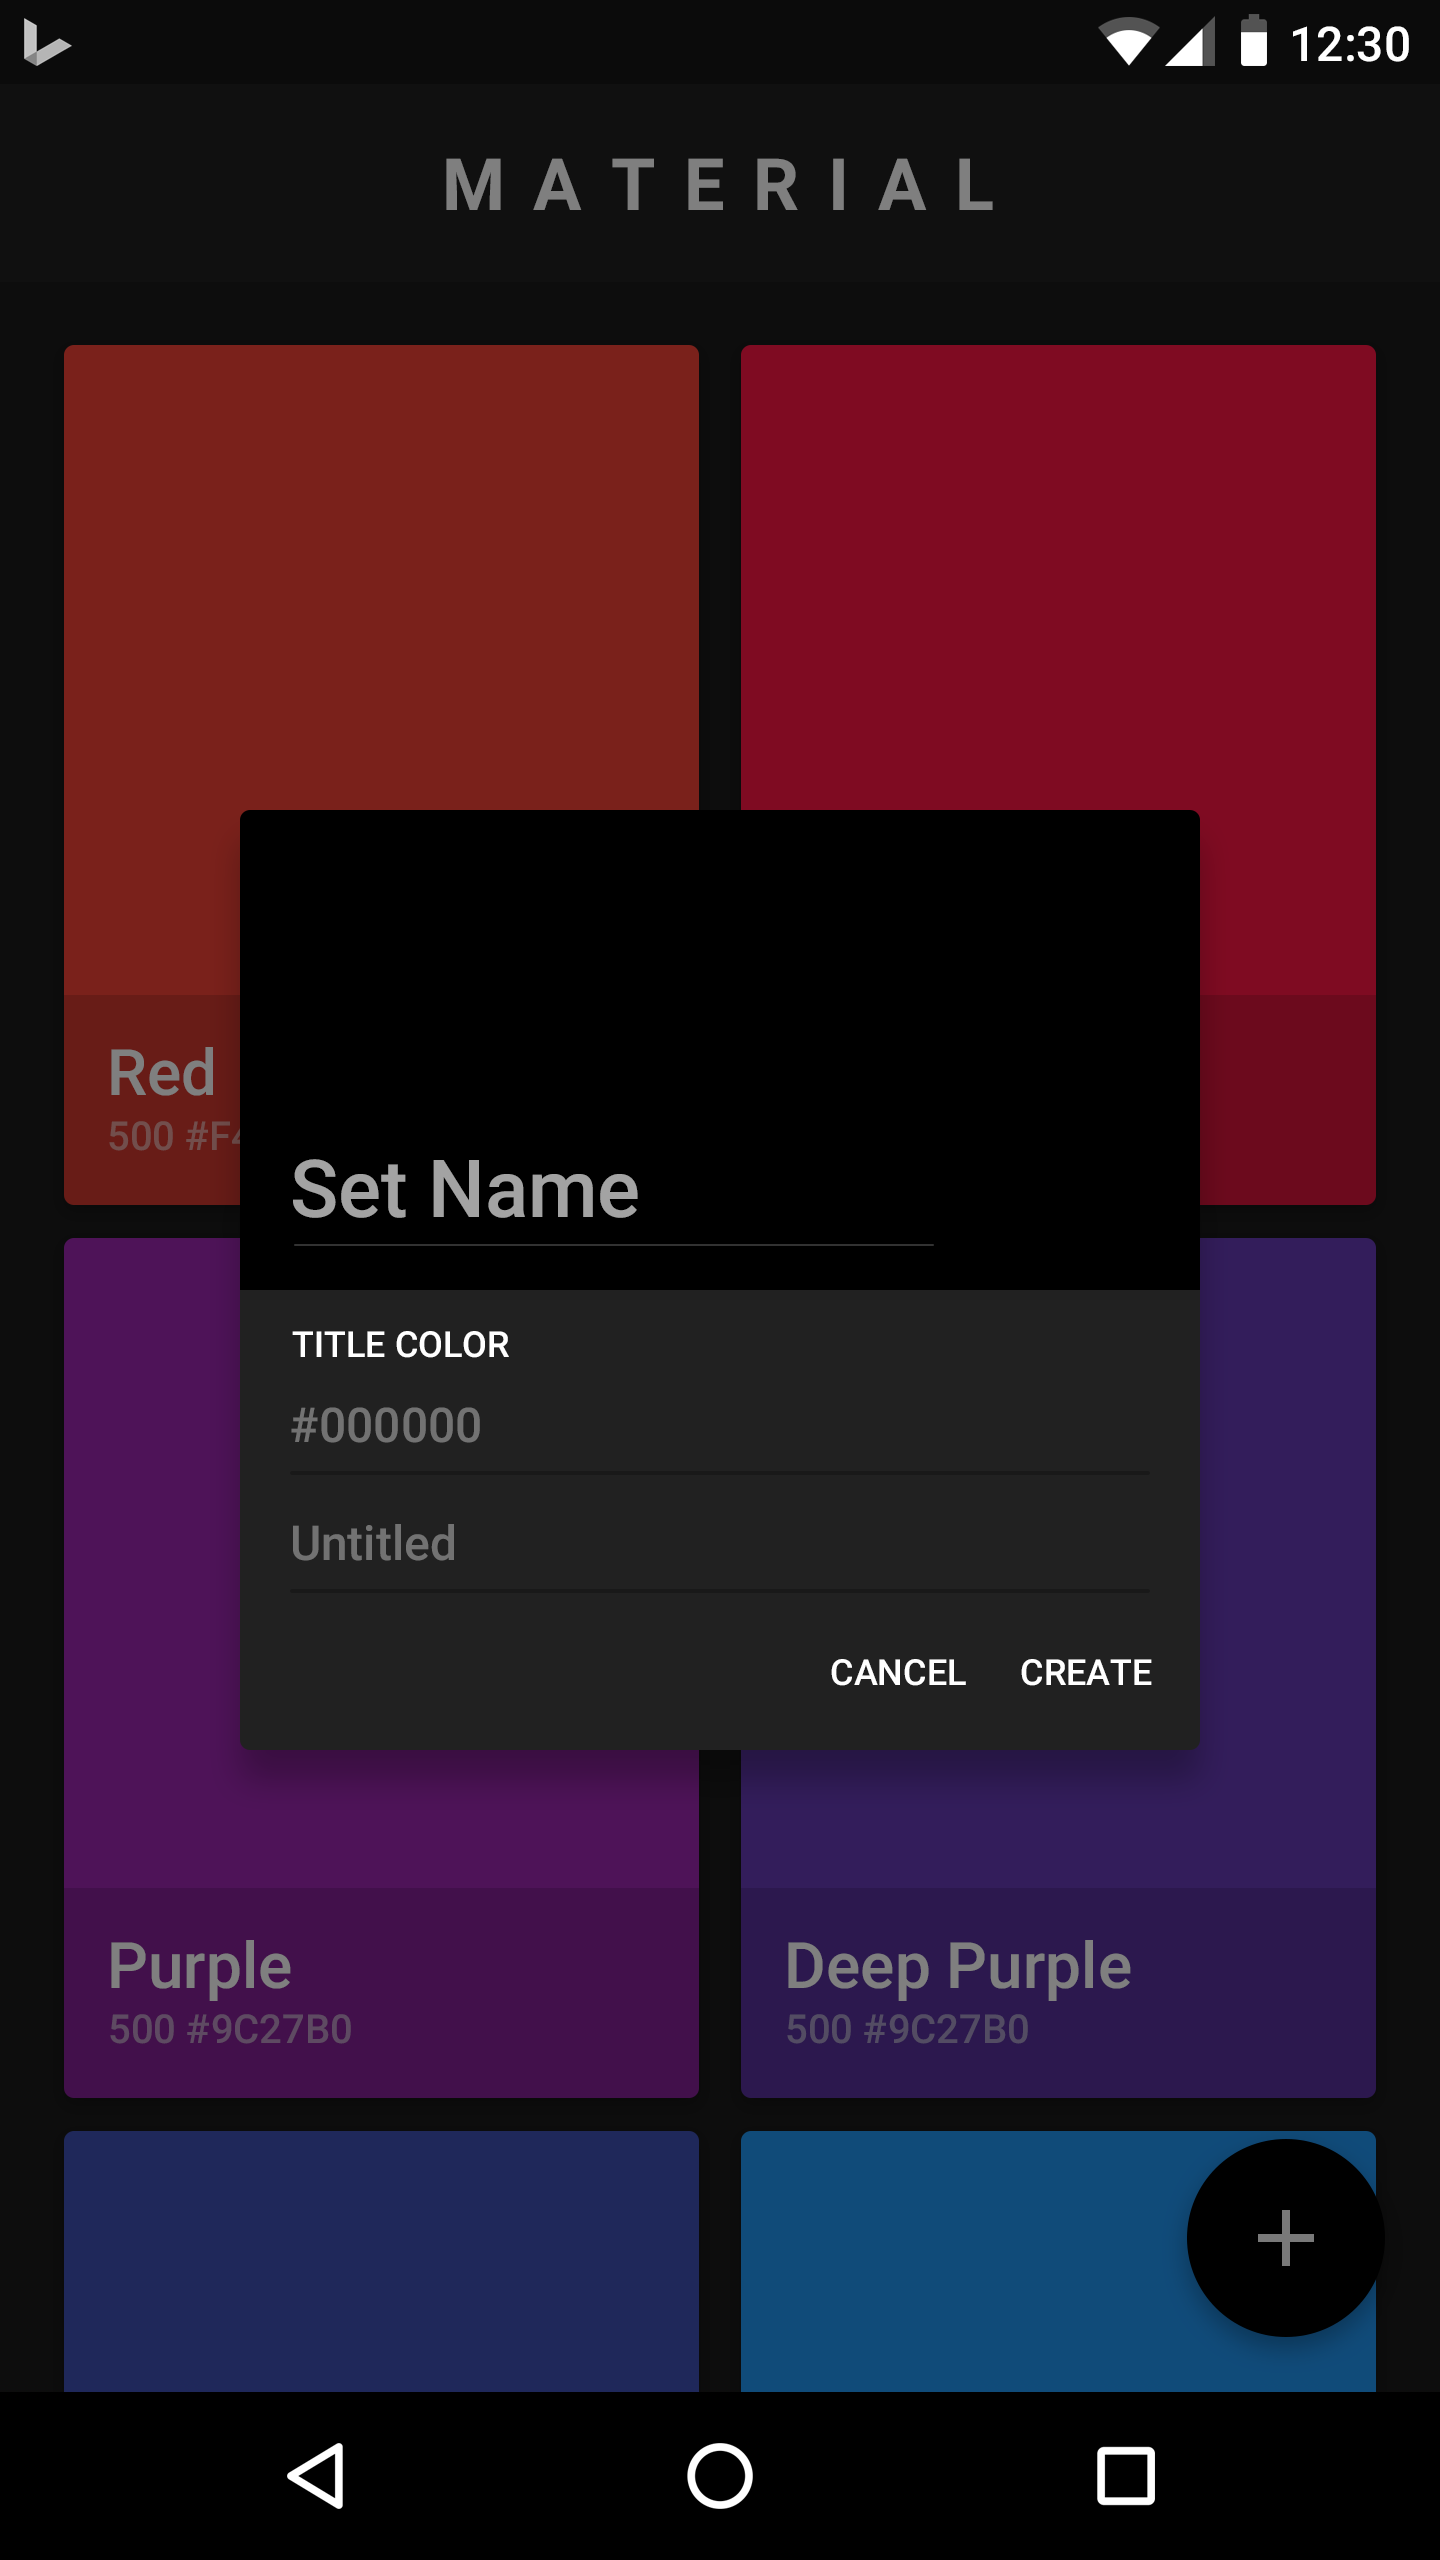 12:30
MATERIAL
Red
500 #F4
Set Name
TITLE COLOR
#000000
Untitled
CANCEL CREATE
Purple
500 #9C27B0
Deep Purple
500 #9C27B0